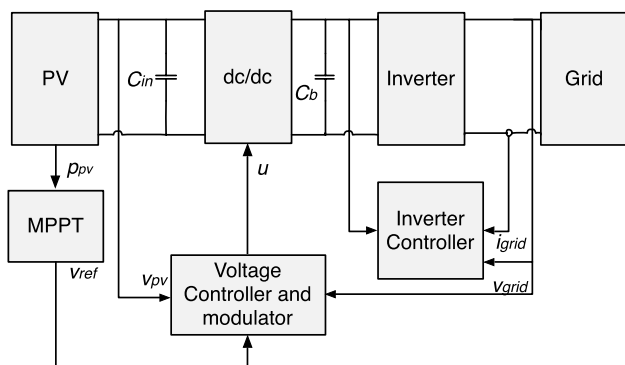 PV
Cin
dc/dc
Cb
Inverter
Grid
ppv
u
MPPT
Inverter
Controller
igrid
vref
vpv
Voltage
Controller and
modulator
vgrid